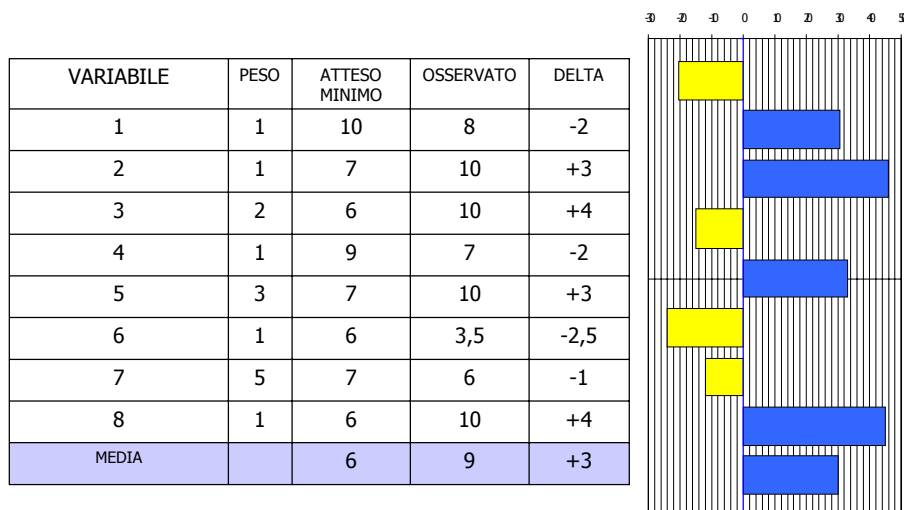 -30 -20 -10 0 10 20 30 40 50
VARIABILE PESO ATTESO MINIMO OSSERVATO DELTA
1 1 10 8 -2
2 1 7 10 +3
3 2 6 10 +4
4 1 9 7 -2
5 3 7 10 +3
6 1 6 3,5 -2,5
7 5 7 6 -1
8 1 6 10 +4
MEDIA 6 9 +3